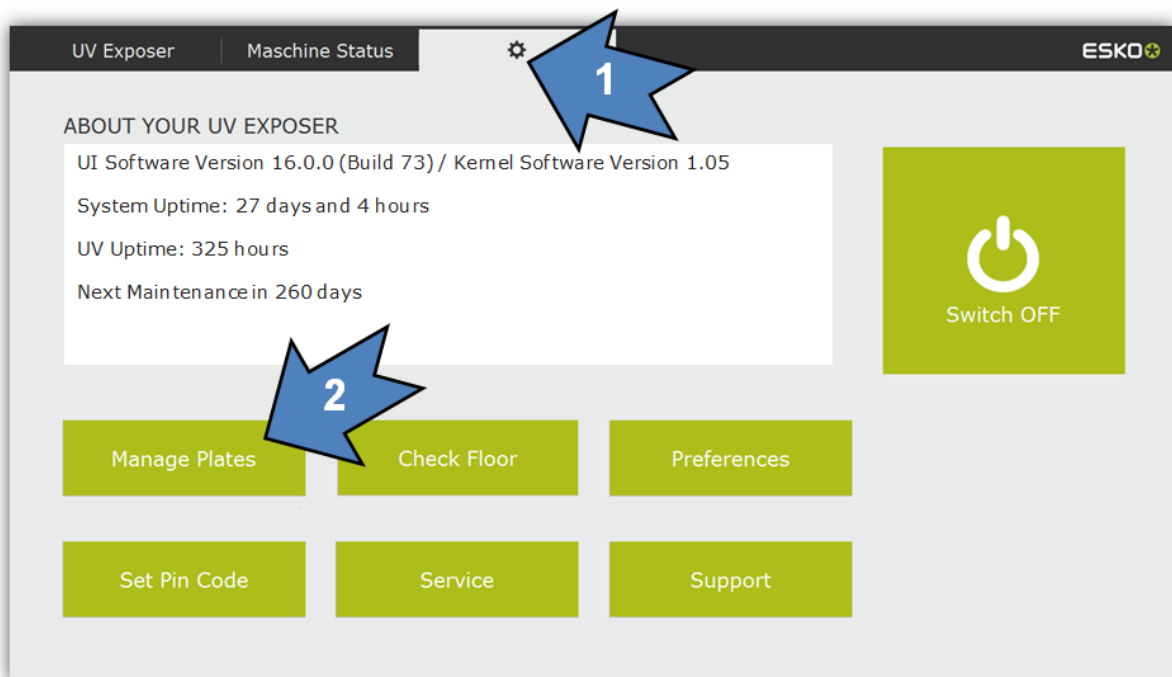 UV Exposer
Maschine Status
ESKO
1
ABOUT YOUR UV EXPOSER
UI Software Version 16.0.0 (Build 73) / Kernel Software Version 1.05
System Uptime: 27 days and 4 hours
UV Uptime: 325 hours
Next Maintenance in 260 days
Switch OFF
2
Manage Plates
Check Floor
Preferences
Set Pin Code
Service
Support